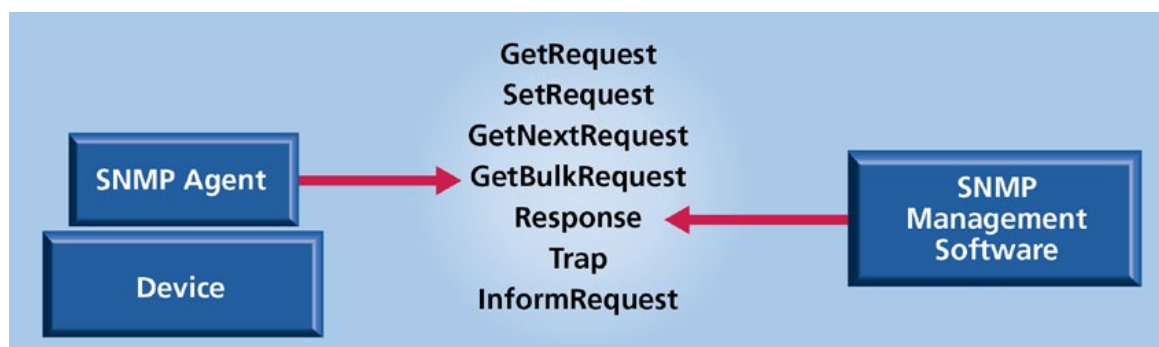 SNMP Agent
Device
GetRequest
SetRequest
GetNextRequest
GetBulkRequest
Response
Trap
InformRequest
SNMP
Management
Software